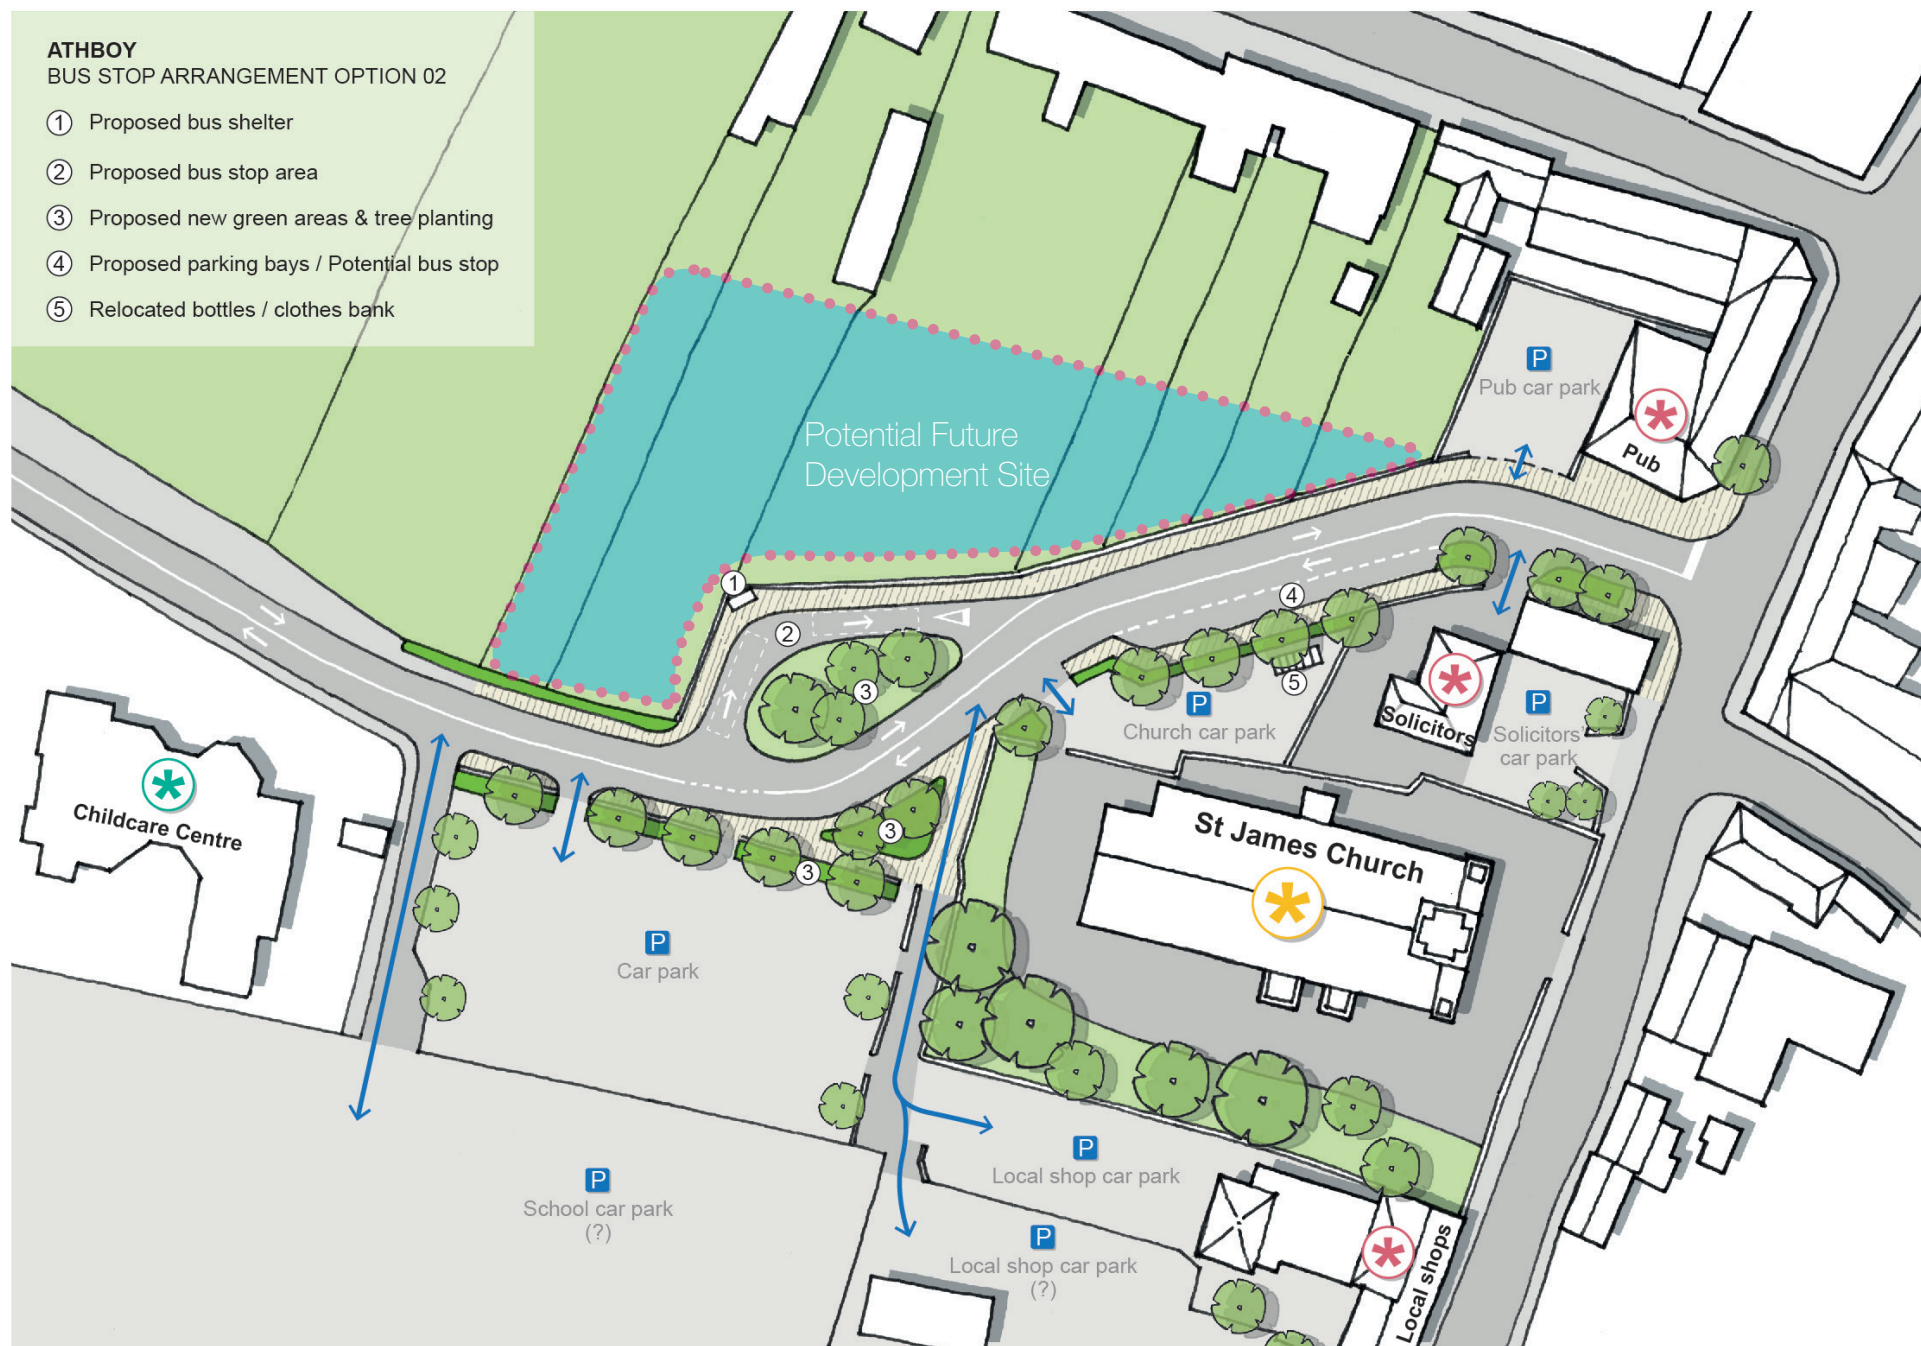 ATHBOY
BUS STOP ARRANGEMENT OPTION 02
1 Proposed bus shelter
2 Proposed bus stop area
3 Proposed new green areas & tree planting
4 Proposed parking bays / Potential bus stop
5 Relocated bottles / clothes bank
P
Pub car park
Pub
Potential Future
Development Site
1
2
3
4
5
P
Church car park
Solicitors
P
Solicitors'
car park
Childcare Centre
3
3
St James Church
P
Car park
P
School car park
(?)
P
Local shop car park
P
Local shop car park
(?)
Local shops